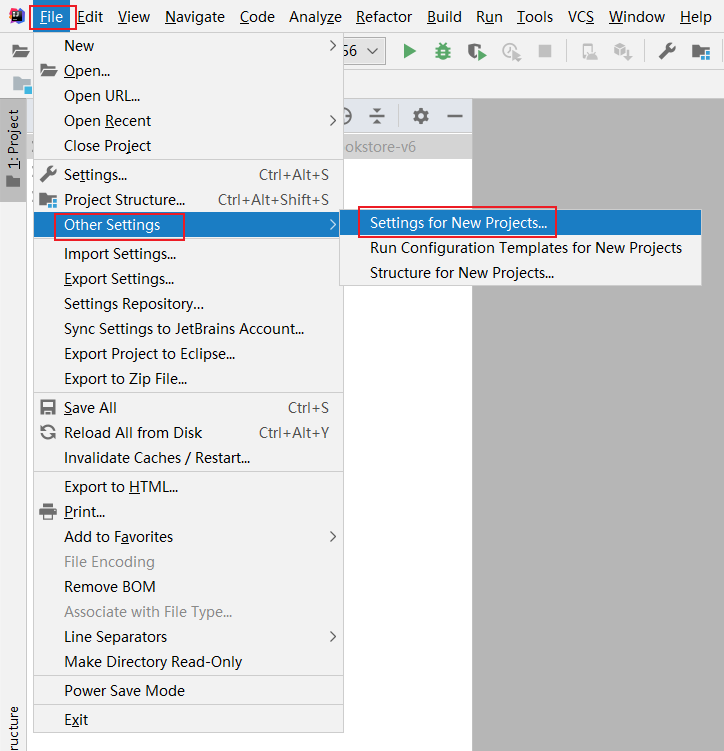 File Edit View Navigate Code Analyze Refactor Build Run Tools VCS Window Help
New
Open...
Open URL...
Open Recent
Close Project
Settings... Ctrl+Alt+S
Project Structure... Ctrl+Alt+Shift+S
Other Settings
Settings for New Projects...
Run Configuration Templates for New Projects
Structure for New Projects...
Import Settings...
Export Settings...
Settings Repository...
Sync Settings to JetBrains Account...
Export Project to Eclipse...
Export to Zip File...
Save All Ctrl+S
Reload All from Disk Ctrl+Alt+Y
Invalidate Caches / Restart...
Export to HTML...
Print...
Add to Favorites
File Encoding
Remove BOM
Associate with File Type...
Line Separators
Make Directory Read-Only
Power Save Mode
Exit
56
okstore-v6
1: Project
ructure